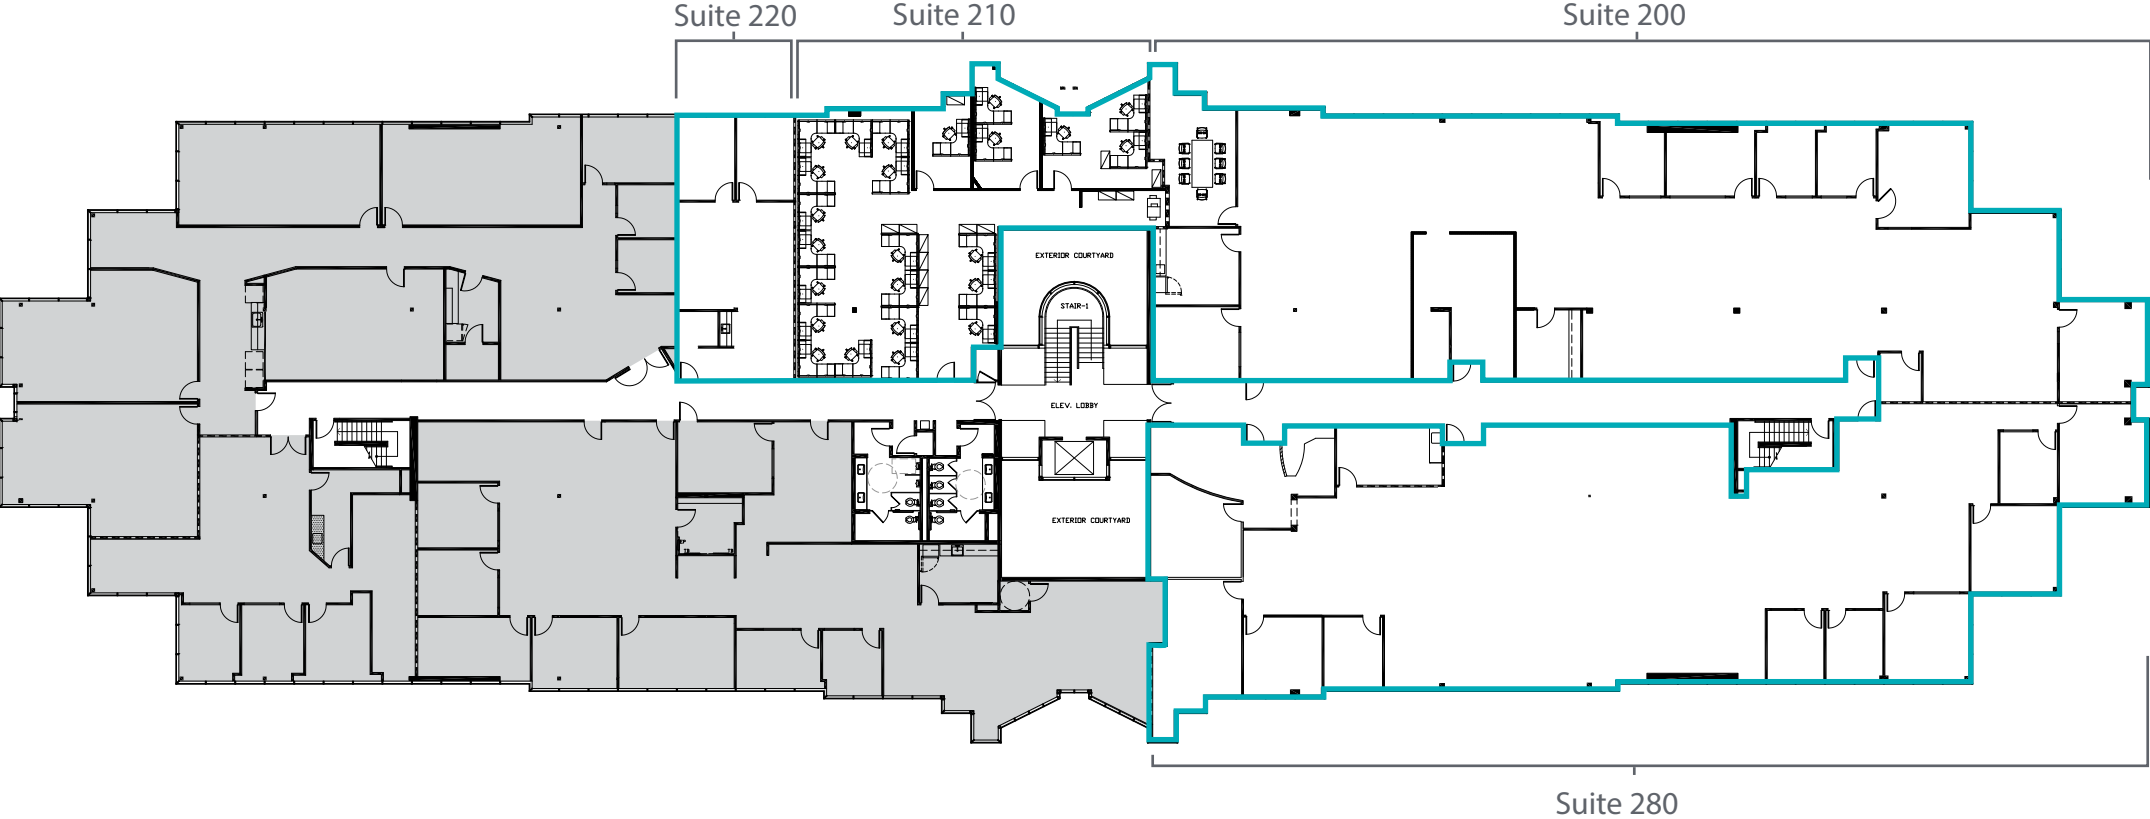 Suite 220
Suite 210
Suite 200
EXTERIOR COURTYARD
STAIR-1
ELEV. LOBBY
EXTERIOR COURTYARD
Suite 280